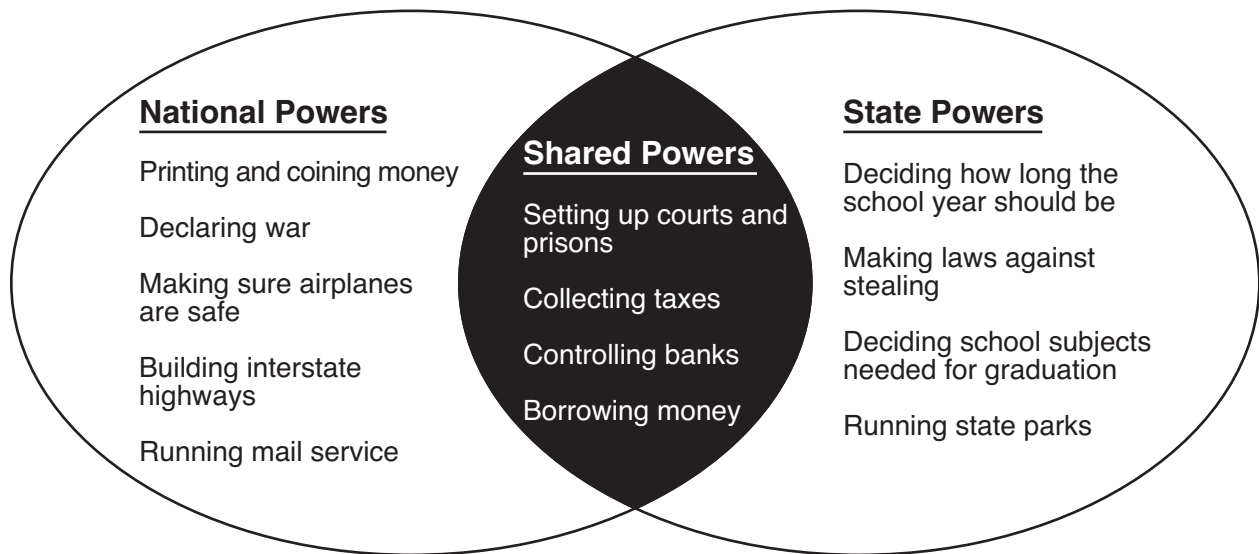 National Powers
Printing and coining money
Declaring war
Making sure airplanes
are safe
Building interstate
highways
Running mail service
Shared Powers
Setting up courts and
prisons
Collecting taxes
Controlling banks
Borrowing money
State Powers
Deciding how long the
school year should be
Making laws against
stealing
Deciding school subjects
needed for graduation
Running state parks